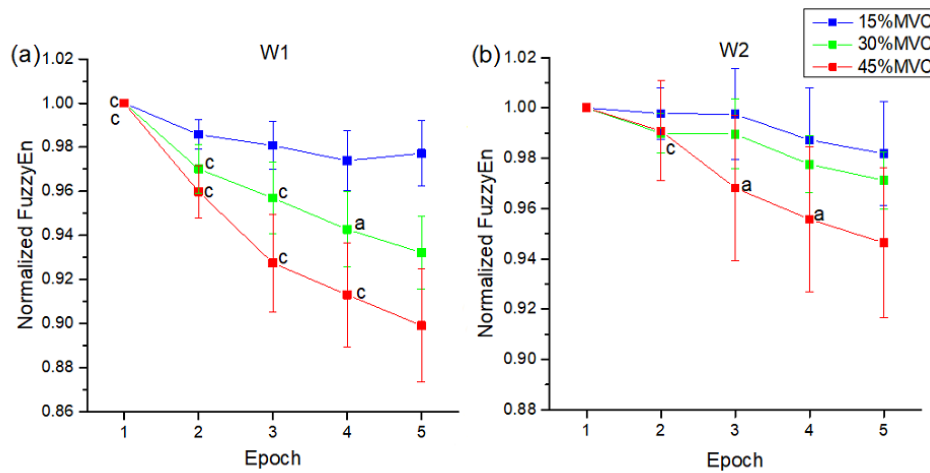 15%MVC
30%MVC
45%MVC
(a)
W1
Normalized FuzzyEn
1.02
1.00
0.98
0.96
0.94
0.92
0.90
0.88
0.86
c
c
c
c
c
c
a
c
1 2 3 4 5
Epoch
(b)
W2
Normalized FuzzyEn
1.02
1.00
0.98
0.96
0.94
0.92
0.90
0.88
c
a
a
1 2 3 4 5
Epoch